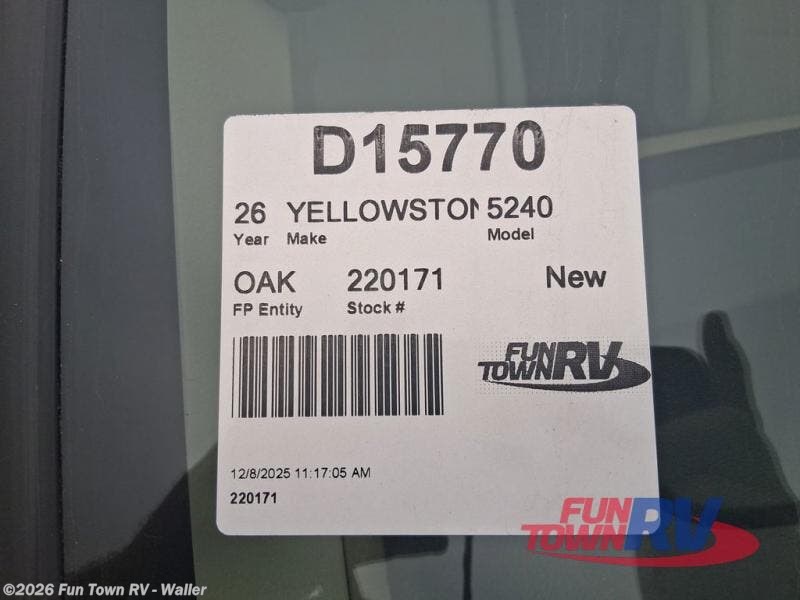 D15770
26 YELLOWSTON 5240
Year Make Model
OAK 220171 New
FP Entity Stock #
FUN TOWN RV
12/8/2025 11:17:05 AM
220171
FUN TOWN RV
©2026 Fun Town RV - Waller